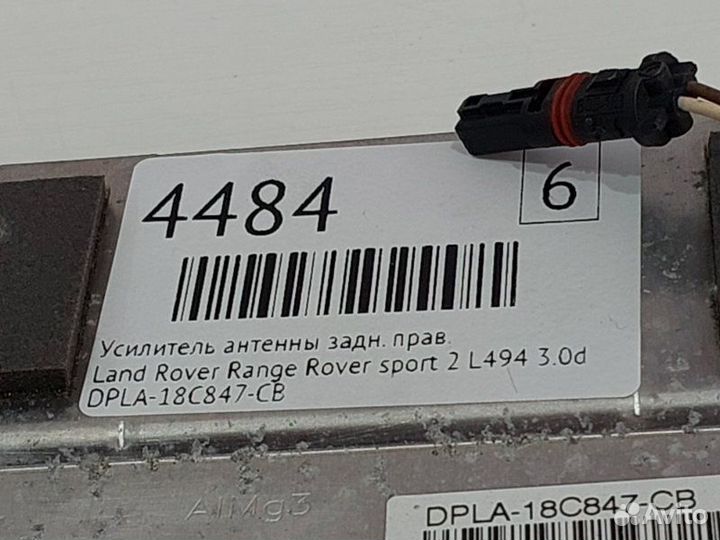 4484
6
Усилитель антенны задн. прав.
Land Rover Range Rover sport 2 L494 3.0d
DPLA-18C847-CB
AlMg3
DPLA-18C847-CB
Avito